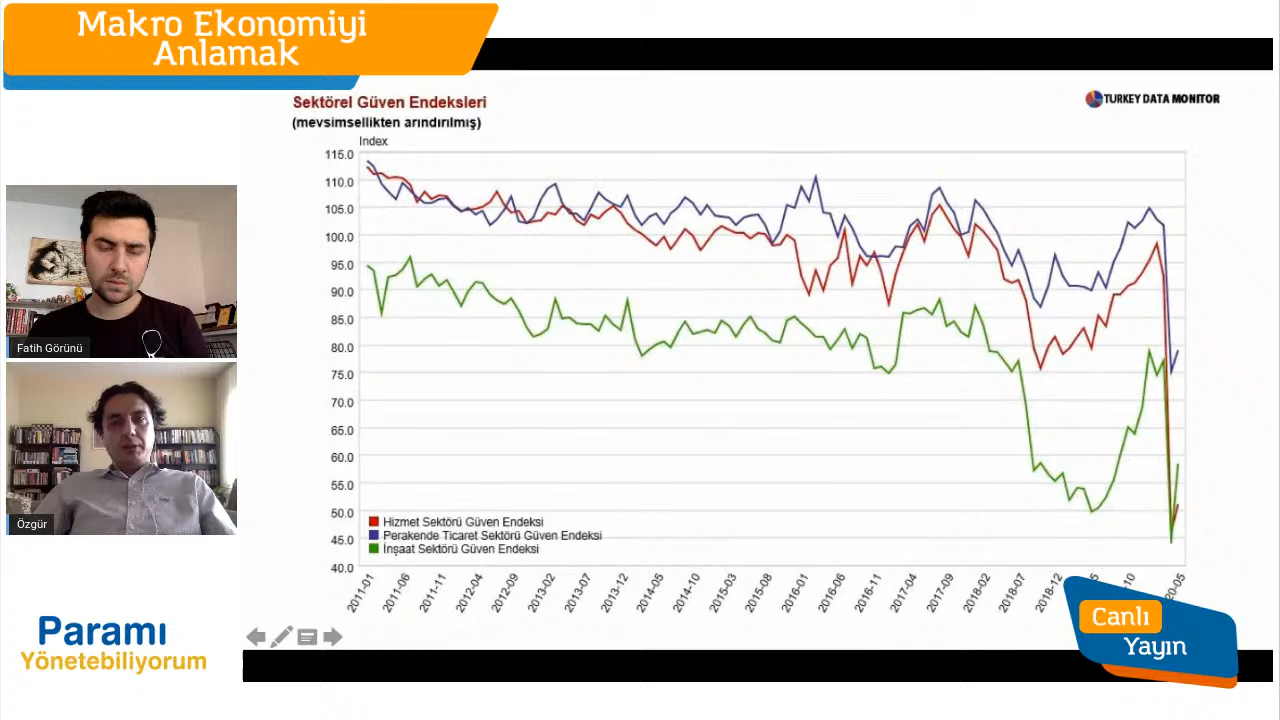 Makro Ekonomiyi
Anlamak
Sektörel Güven Endeksleri
(mevsimsellikten arındırılmış)
TURKEY DATA MONITOR
Index
115.0
110.0
105.0
100.0
95.0
90.0
85.0
80.0
75.0
70.0
65.0
60.0
55.0
50.0
45.0
40.0
Hizmet Sektörü Güven Endeksi
Perakende Ticaret Sektörü Güven Endeksi
İnşaat Sektörü Güven Endeksi
2011-01
2011-06
2011-11
2012-04
2012-09
2013-02
2013-07
2013-12
2014-05
2014-10
2015-03
2015-08
2016-01
2016-06
2016-11
2017-04
2017-09
2018-02
2018-07
2018-12
Fatih Görünü
Özgür
Paramı
Yönetebiliyorum
Canlı
Yayın